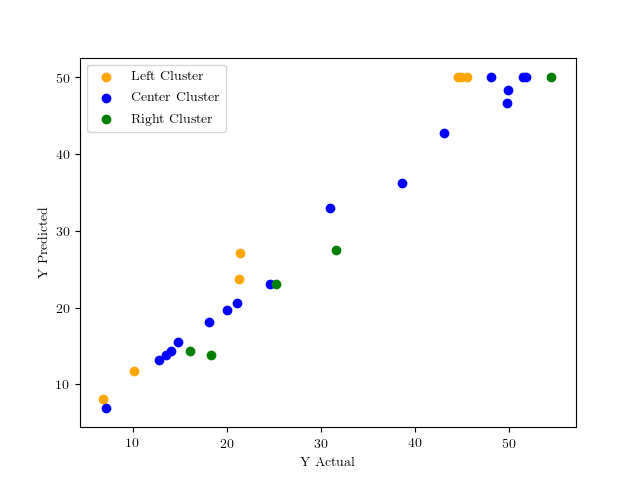 Left Cluster
Center Cluster
Right Cluster
50
40
30
20
10
Y Predicted
10 20 30 40 50
Y Actual